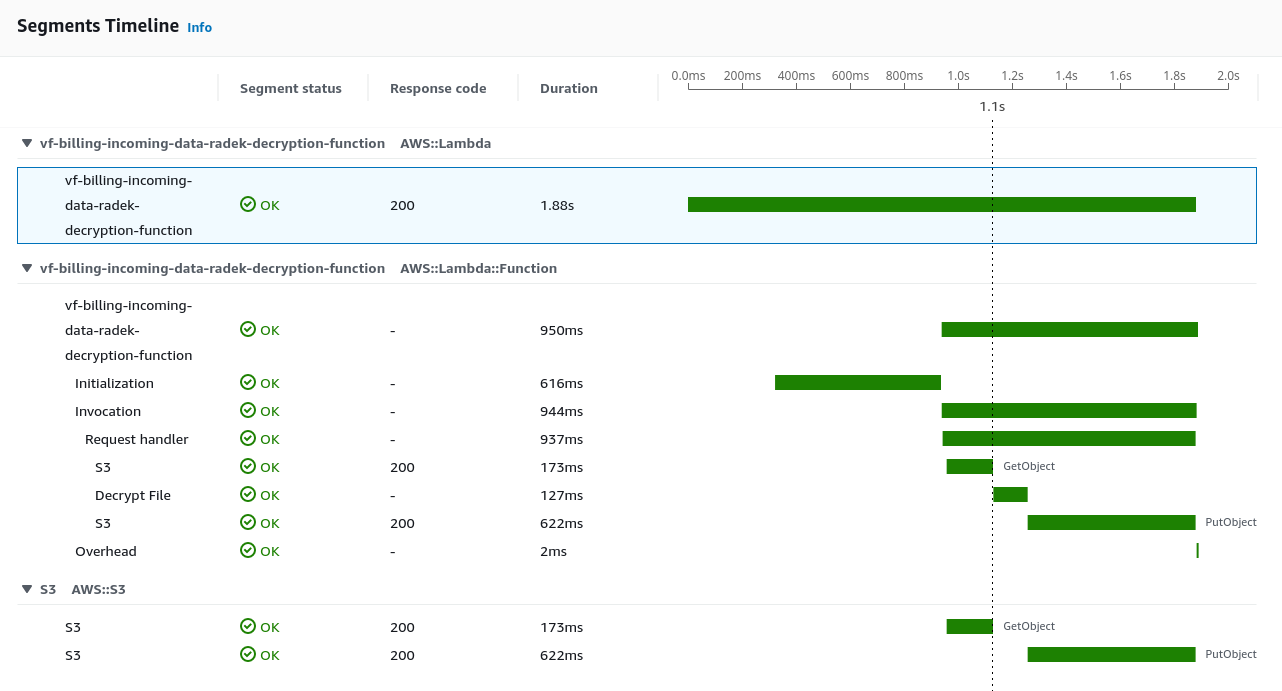 Segments Timeline Info
Segment status Response code Duration 0.0ms 200ms 400ms 600ms 800ms 1.0s 1.2s 1.4s 1.6s 1.8s 2.0s
1.1s
vf-billing-incoming-data-radek-decryption-function AWS::Lambda
vf-billing-incoming-
data-radek- OK 200 1.88s
decryption-function
vf-billing-incoming-data-radek-decryption-function AWS::Lambda::Function
vf-billing-incoming-
data-radek- OK - 950ms
decryption-function
Initialization OK - 616ms
Invocation OK - 944ms
Request handler OK - 937ms
S3 OK 200 173ms GetObject
Decrypt File OK - 127ms
S3 OK 200 622ms PutObject
Overhead OK - 2ms
S3 AWS::S3
S3 OK 200 173ms GetObject
S3 OK 200 622ms PutObject